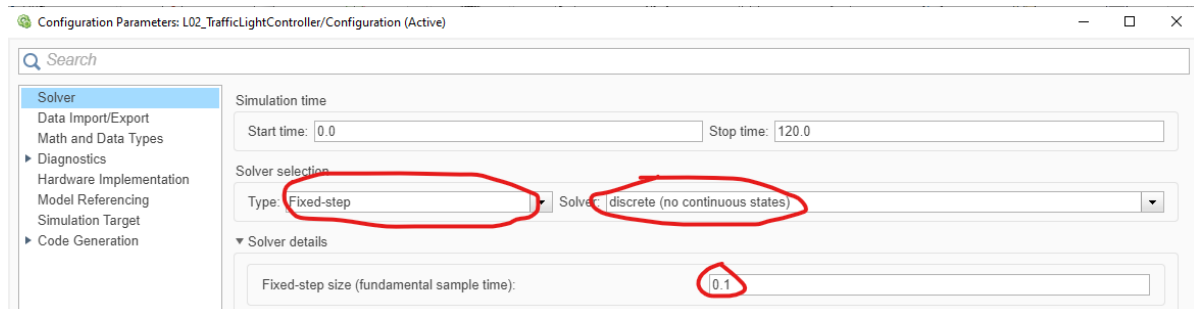 Configuration Parameters: L02_TrafficLightController/Configuration (Active)
Search
Solver
Data Import/Export
Math and Data Types
Diagnostics
Hardware Implementation
Model Referencing
Simulation Target
Code Generation
Simulation time
Start time: 0.0 Stop time: 120.0
Solver selection
Type: Fixed-step Solver: discrete (no continuous states)
Solver details
Fixed-step size (fundamental sample time): 0.1